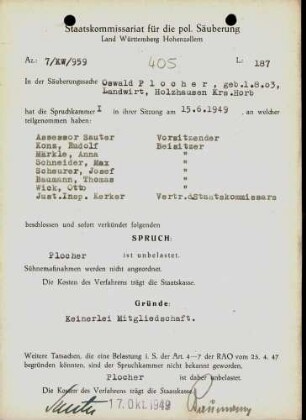 Staatskommissariat für die pol. Säuberung
Land Württemberg Hohenzollern
Az.: 7/KW/959 405 L: 187
In der Säuberungssache Oswald Plocher, geb.1.8.03,
Landwirt, Holzhausen Krs.Horb
hat die Spruchkammer I in ihrer Sitzung am 15.6.1949 , an welcher
teilgenommen haben:
Assessor Sauter Vorsitzender
Konz, Rudolf Beisitzer
Märkle, Anna "
Schneider, Max "
Scheurer, Josef "
Baumann, Thomas "
Wick, Otto "
Just.Insp. Kerker Vertr.dStaatskommissars
beschlossen und sofort verkündet folgenden
SPRUCH:
Plocher ist unbelastet.
Sühnemaßnahmen werden nicht angeordnet.
Die Kosten des Verfahrens trägt die Staatskasse.
Gründe:
Keinerlei Mitgliedschaft.
Weitere Tatsachen, die eine Belastung i. S. der Art. 4–7 der RAO vom 25. 4. 47
begründen könnten, sind der Spruchkammer nicht bekannt geworden.
Plocher ist daher unbelastet.
Die Kosten des Verfahrens trägt die Staatskasse.
Sauter 17. Okt. 1949 Baumann